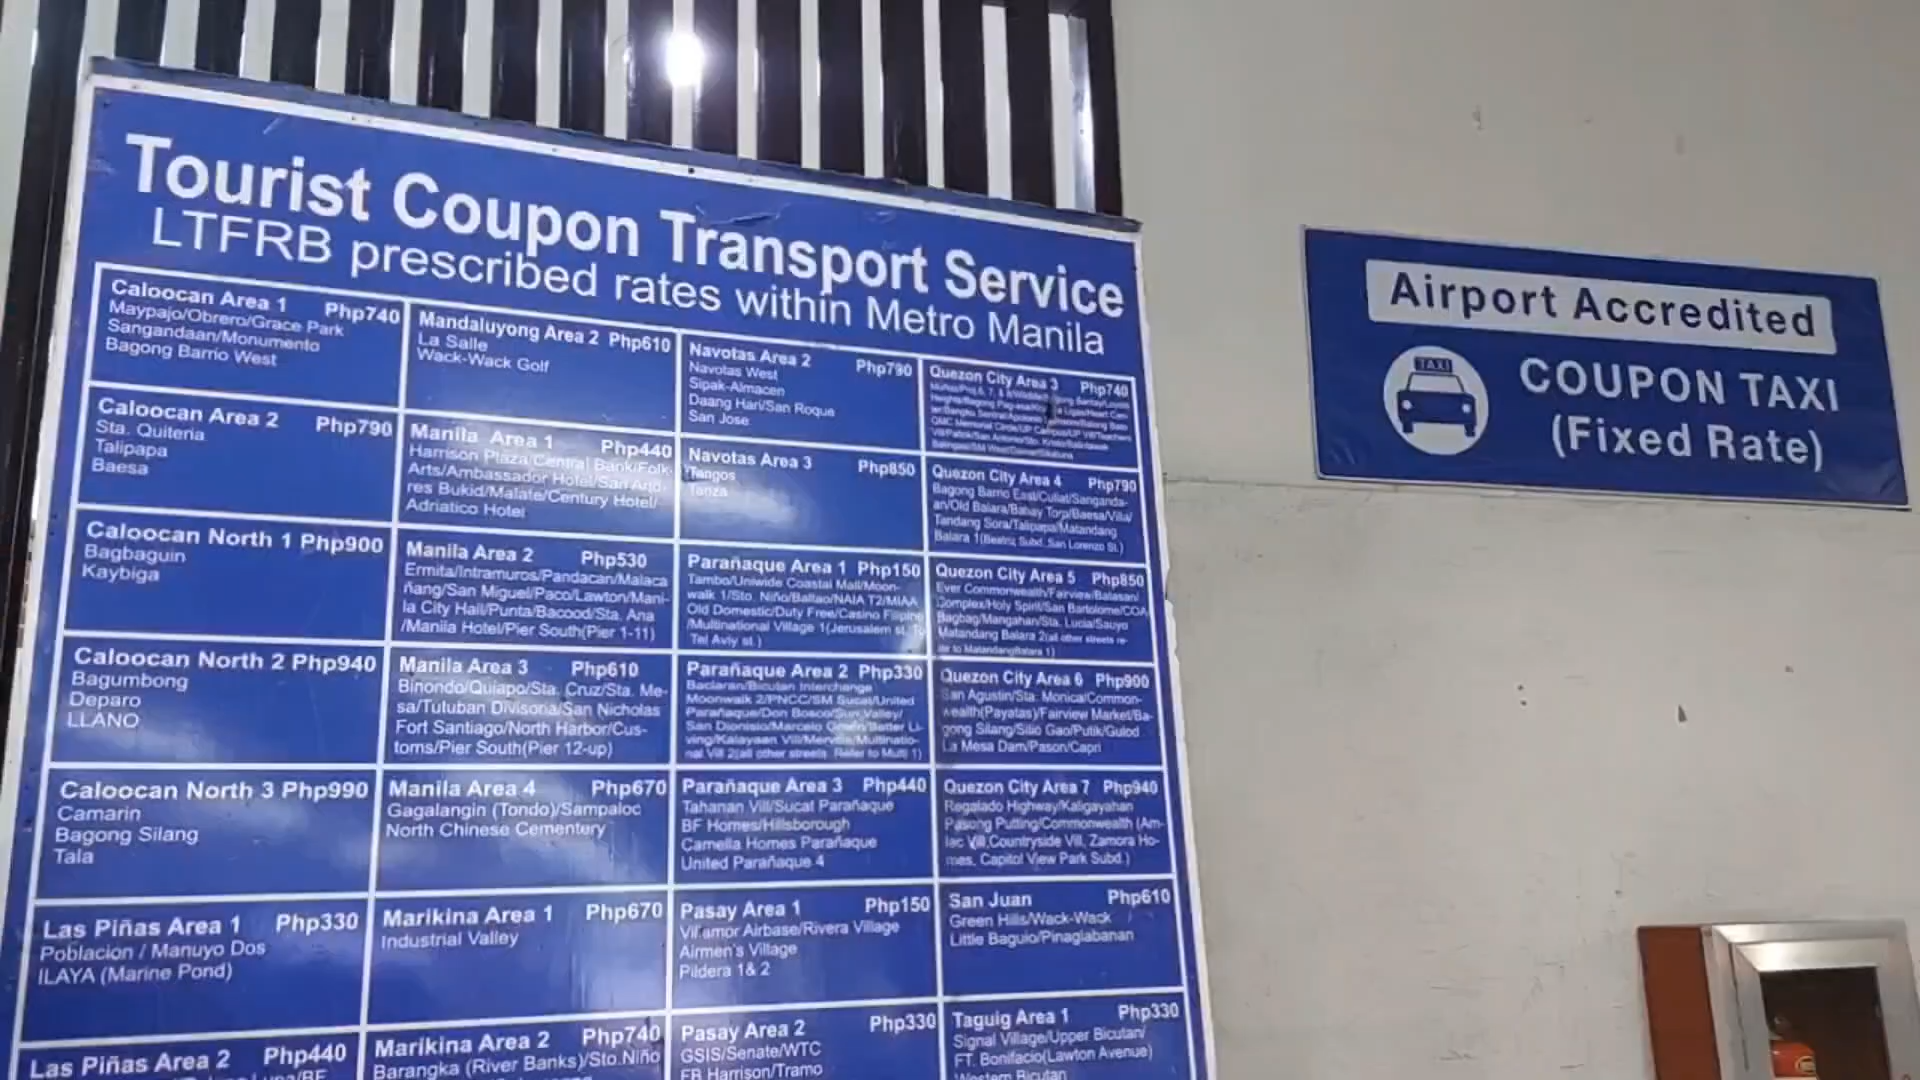 Tourist Coupon Transport Service
LTFRB prescribed rates within Metro Manila
Caloocan Area 1 Php740
Maypajo/Obrero/Grace Park
Sangandaan/Monumento
Bagong Barrio West
Caloocan Area 2 Php790
Sta. Quiteria
Talipapa
Baesa
Caloocan North 1 Php900
Bagbaguin
Kaybiga
Caloocan North 2 Php940
Bagumbong
Deparo
LLANO
Caloocan North 3 Php990
Camarin
Bagong Silang
Tala
Las Piñas Area 1 Php330
Poblacion / Manuyo Dos
ILAYA (Marine Pond)
Las Piñas Area 2 Php440
Mandaluyong Area 2 Php610
La Salle
Wack-Wack Golf
Manila Area 1 Php440
Harrison Plaza/Central Bank/Folk
Arts/Ambassador Hotel/San And-
res Bukid/Malate/Century Hotel/
Adriatico Hotel
Manila Area 2 Php530
Ermita/Intramuros/Pandacan/Malaca
ñang/San Miguel/Paco/Lawton/Mani-
la City Hall/Punta/Bacood/Sta. Ana
/Manila Hotel/Pier South(Pier 1-11)
Manila Area 3 Php610
Binondo/Quiapo/Sta. Cruz/Sta. Me-
sa/Tutuban Divisoria/San Nicholas
Fort Santiago/North Harbor/Cus-
toms/Pier South(Pier 12-up)
Manila Area 4 Php670
Gagalangin (Tondo)/Sampaloc
North Chinese Cementery
Marikina Area 1 Php670
Industrial Valley
Marikina Area 2 Php740
Barangka (River Banks)/Sto.Niño
Navotas Area 2 Php790
Navotas West
Sipak-Almacen
Daang Hari/San Roque
San Jose
Navotas Area 3 Php850
Tangos
Tanza
Parañaque Area 1 Php150
Tambo/Uniwide Coastal Mall/Moon-
walk 1/Sto. Niño/Baltao/NAIA T2/MIAA
Old Domestic/Duty Free/Casino Filipino
/Multinational Village 1(Jerusalem st. To
Tel Aviv st.)
Parañaque Area 2 Php330
Baclaran/Bicutan Interchange
Moonwalk 2/PNCC/SM Sucat/United
Parañaque/Don Bosco/Sun Valley/
San Dionisio/Marcelo Green/Better Li-
ving/Kalayaan Vill/Merville/Multinatio-
nal Vill 2(all other streets. Refer to Multi 1)
Parañaque Area 3 Php440
Tahanan Vill/Sucat Parañaque
BF Homes/Hillsborough
Camella Homes Parañaque
United Parañaque 4
Pasay Area 1 Php150
Villamor Airbase/Rivera Village
Airmen's Village
Pildera 1& 2
Pasay Area 2 Php330
GSIS/Senate/WTC
FB Harrison/Tramo
Quezon City Area 3 Php740
Quezon City Area 4 Php790
Bagong Barrio East/Culiat/Sanganda-
an/Old Balara/Bahay Toro/Baesa/Villa/
Tandang Sora/Talipapa/Matandang
Balara 1(Beatriz Subd. San Lorenzo St.)
Quezon City Area 5 Php850
Ever Commonwealth/Fairview/Batasan/
Complex/Holy Spirit/San Bartolome/COA
Bagbag/Mangahan/Sta. Lucia/Sauyo
Matandang Balara 2(all other streets re-
fer to MatandangBalara 1)
Quezon City Area 6 Php900
San Agustin/Sta. Monica/Common-
wealth(Payatas)/Fairview Market/Ba-
gong Silang/Sitio Gao/Putik/Gulod
La Mesa Dam/Pason/Capri
Quezon City Area 7 Php940
Regalado Highway/Kaligayahan
Pasong Putting/Commonwealth (Am-
lac Vill,Countryside Vill, Zamora Ho-
mes, Capitol View Park Subd.)
San Juan Php610
Green Hills/Wack-Wack
Little Baguio/Pinaglabanan
Taguig Area 1 Php330
Signal Village/Upper Bicutan/
FT. Bonifacio(Lawton Avenue)
Western Bicutan
Airport Accredited
TAXI
COUPON TAXI
(Fixed Rate)